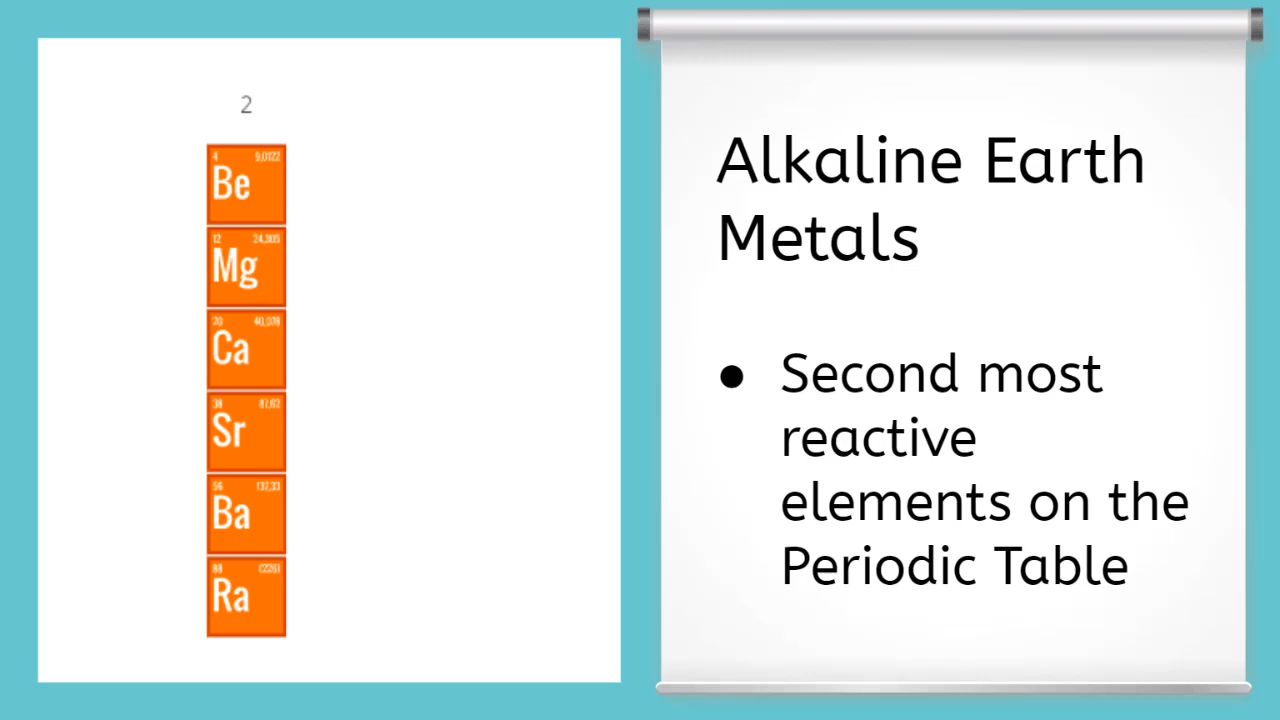 2
4 9,0122
Be
12 24,305
Mg
20 40,078
Ca
38 87,62
Sr
56 137,33
Ba
88 (226)
Ra
Alkaline Earth
Metals
● Second most
reactive
elements on the
Periodic Table